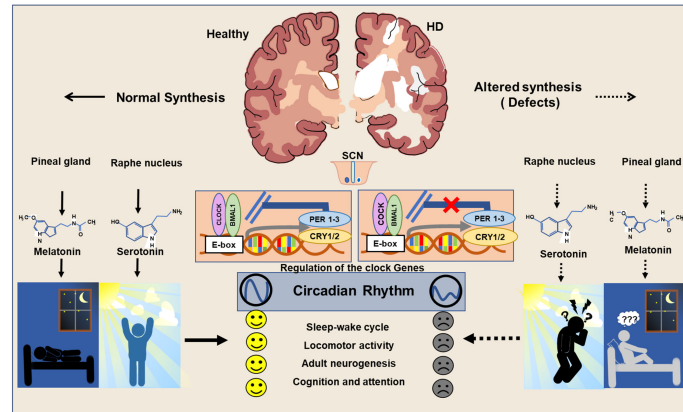 Healthy
HD
Normal Synthesis
Altered synthesis
( Defects)
SCN
Pineal gland
Raphe nucleus
Raphe nucleus
Pineal gland
Melatonin
Serotonin
Serotonin
Melatonin
CLOCK
BMAL1
E-box
PER 1-3
CRY1/2
COCK
BMAL1
E-box
PER 1-3
CRY1/2
Regulation of the clock Genes
Circadian Rhythm
Sleep-wake cycle
Locomotor activity
Adult neurogenesis
Cognition and attention
? ?
???